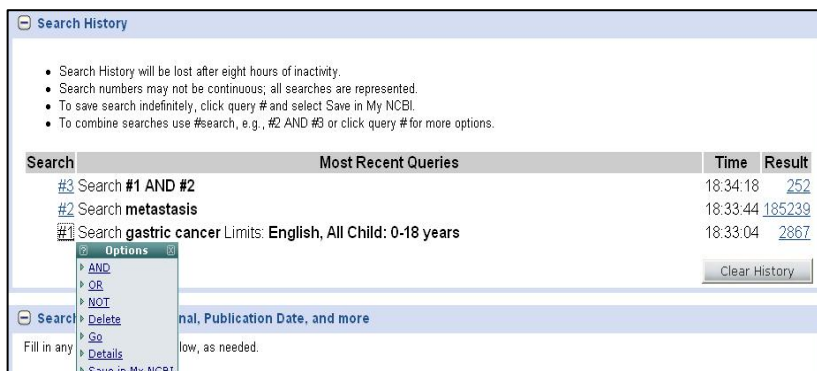 Search History
Search History will be lost after eight hours of inactivity.
Search numbers may not be continuous; all searches are represented.
To save search indefinitely, click query # and select Save in My NCBI.
To combine searches use #search, e.g., #2 AND #3 or click query # for more options.
Search Most Recent Queries Time Result
#3 Search #1 AND #2 18:34:18 252
#2 Search metastasis 18:33:44 185239
#1 Search gastric cancer Limits: English, All Child: 0-18 years 18:33:04 2867
Options
AND
OR
NOT
Delete
Go
Details
Save in My NCBI
Clear History
Search nal, Publication Date, and more
Fill in any low, as needed.